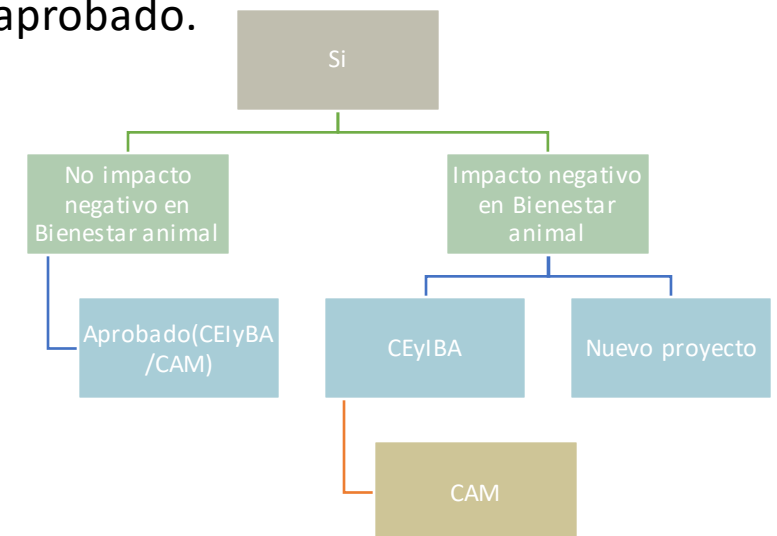 aprobado.
Si
No impacto
negativo en
Bienestar animal
Impacto negativo
en Bienestar
animal
Aprobado(CEIyBA
/CAM)
CEyIBA
Nuevo proyecto
CAM